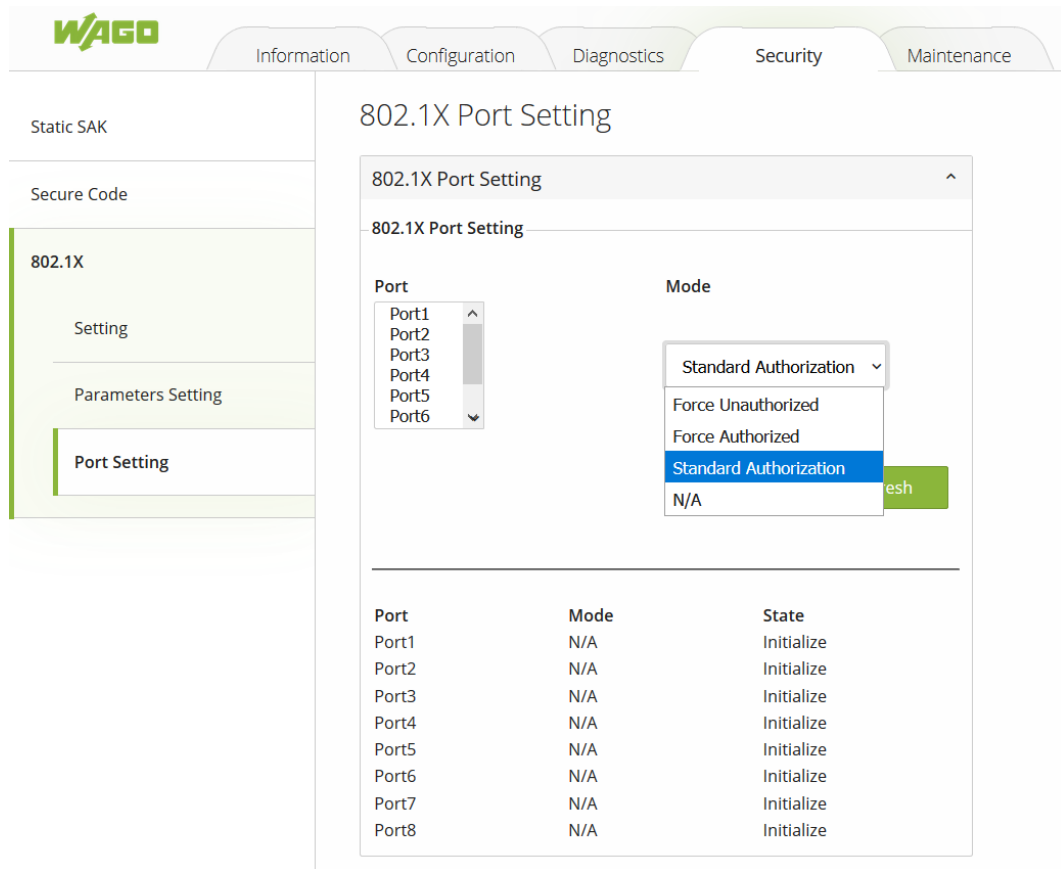 WAGO
Information Configuration Diagnostics Security Maintenance
Static SAK
Secure Code
802.1X
Setting
Parameters Setting
Port Setting
802.1X Port Setting
802.1X Port Setting
802.1X Port Setting
Port Mode
Port1
Port2
Port3
Port4
Port5
Port6
Standard Authorization
Force Unauthorized
Force Authorized
Standard Authorization
N/A
resh
Port Mode State
Port1 N/A Initialize
Port2 N/A Initialize
Port3 N/A Initialize
Port4 N/A Initialize
Port5 N/A Initialize
Port6 N/A Initialize
Port7 N/A Initialize
Port8 N/A Initialize